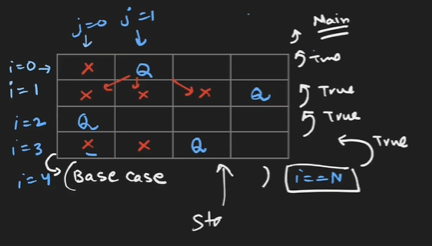 j=0 j=1 Main
i=0 → X Q True
i=1 X X X Q True
i=2 Q True
i=3 X X Q True
i=4 (Base case ) i==N
Sto